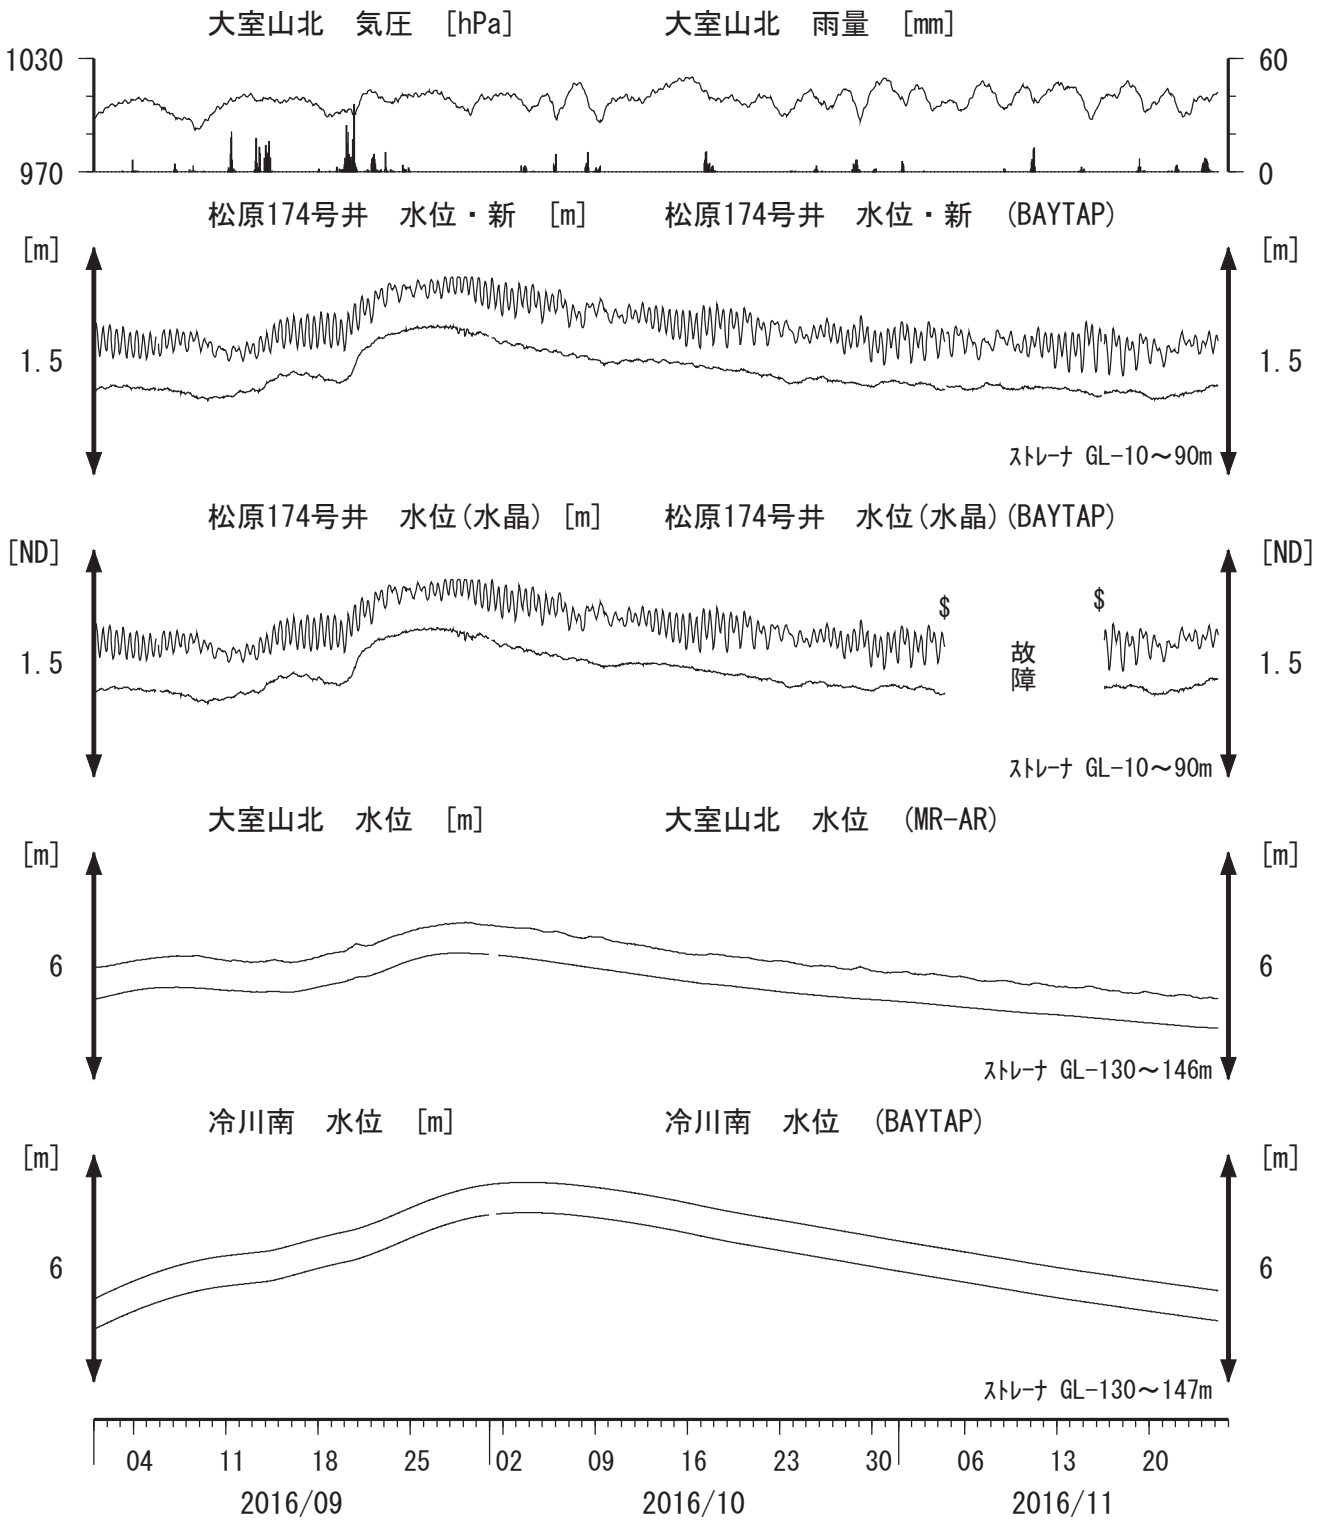 大室山北　気圧　[hPa]　大室山北　雨量　[mm]
1030 60
970 0
松原174号井　水位・新　[m]　松原174号井　水位・新　(BAYTAP)
[m] [m]
1.5 1.5
ｽﾄﾚｰﾅ GL-10～90m
松原174号井　水位(水晶) [m]　松原174号井　水位(水晶)(BAYTAP)
[ND] [ND]
$ $
1.5 故障 1.5
ｽﾄﾚｰﾅ GL-10～90m
大室山北　水位　[m]　大室山北　水位　(MR-AR)
[m] [m]
6 6
ｽﾄﾚｰﾅ GL-130～146m
冷川南　水位　[m]　冷川南　水位　(BAYTAP)
[m] [m]
6 6
ｽﾄﾚｰﾅ GL-130～147m
04 11 18 25 02 09 16 23 30 06 13 20
2016/09 2016/10 2016/11